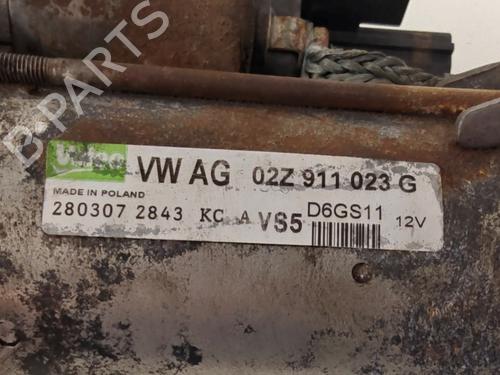 B-PARTS
Valeo VW AG 02Z 911 023 G
MADE IN POLAND
280307 2843 KC A VS5 D6GS11 12V